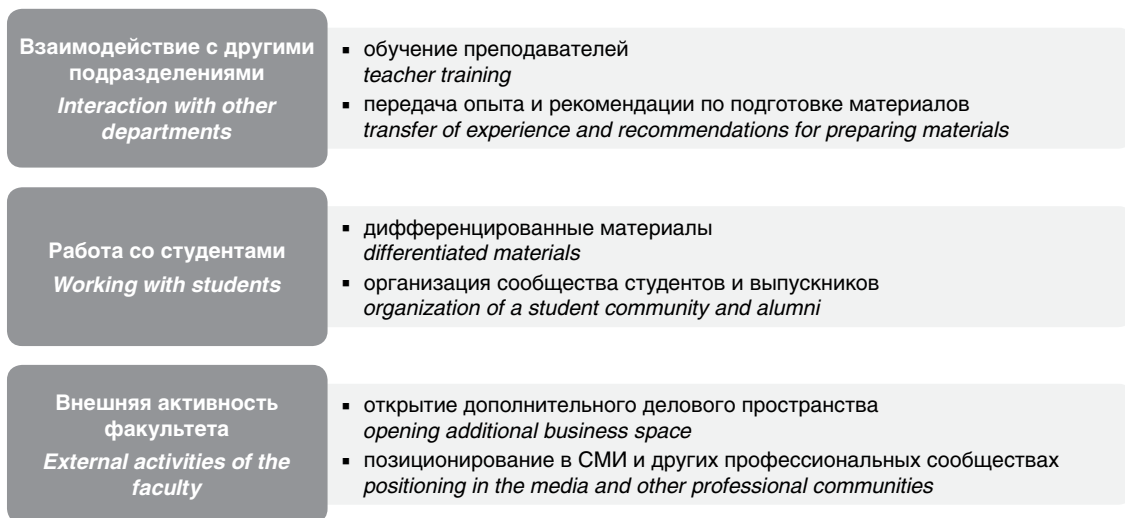 Взаимодействие с другими
подразделениями
Interaction with other
departments
▪ обучение преподавателей
teacher training
▪ передача опыта и рекомендации по подготовке материалов
transfer of experience and recommendations for preparing materials
Работа со студентами
Working with students
▪ дифференцированные материалы
differentiated materials
▪ организация сообщества студентов и выпускников
organization of a student community and alumni
Внешняя активность
факультета
External activities of the
faculty
▪ открытие дополнительного делового пространства
opening additional business space
▪ позиционирование в СМИ и других профессиональных сообществах
positioning in the media and other professional communities